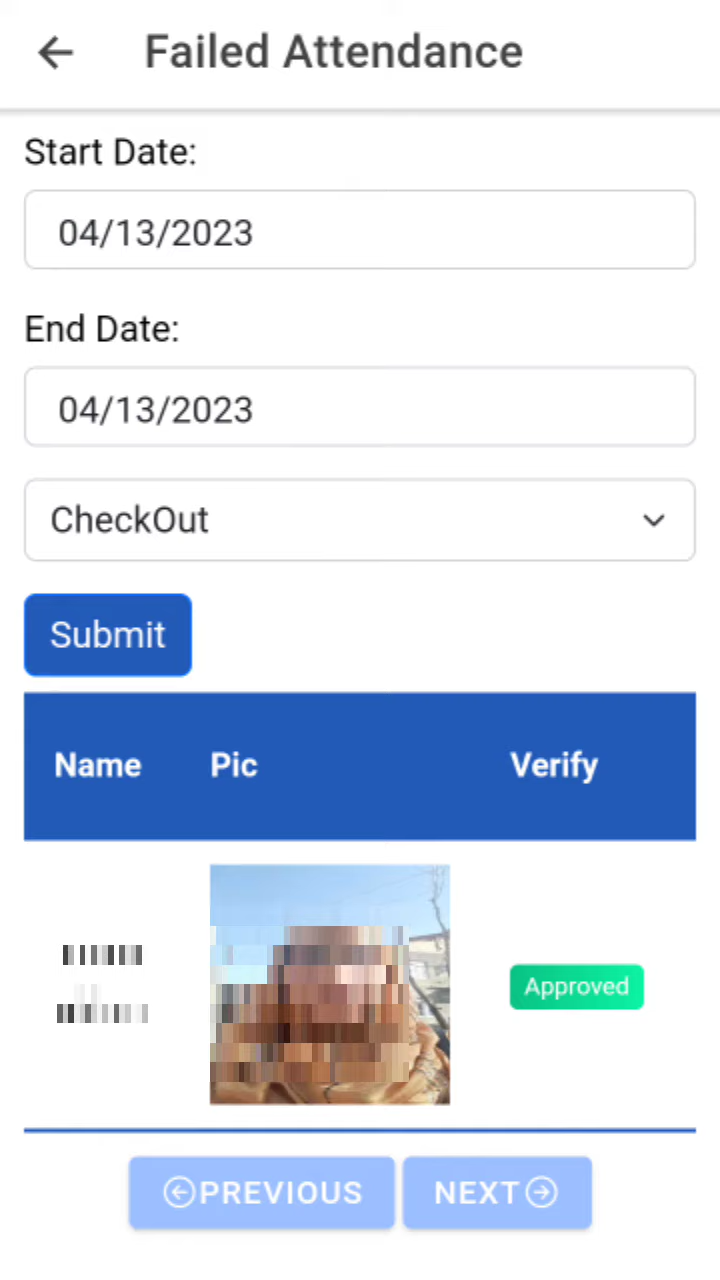 Failed Attendance
Start Date:
04/13/2023
End Date:
04/13/2023
CheckOut
Submit
Name Pic Verify
Approved
PREVIOUS NEXT